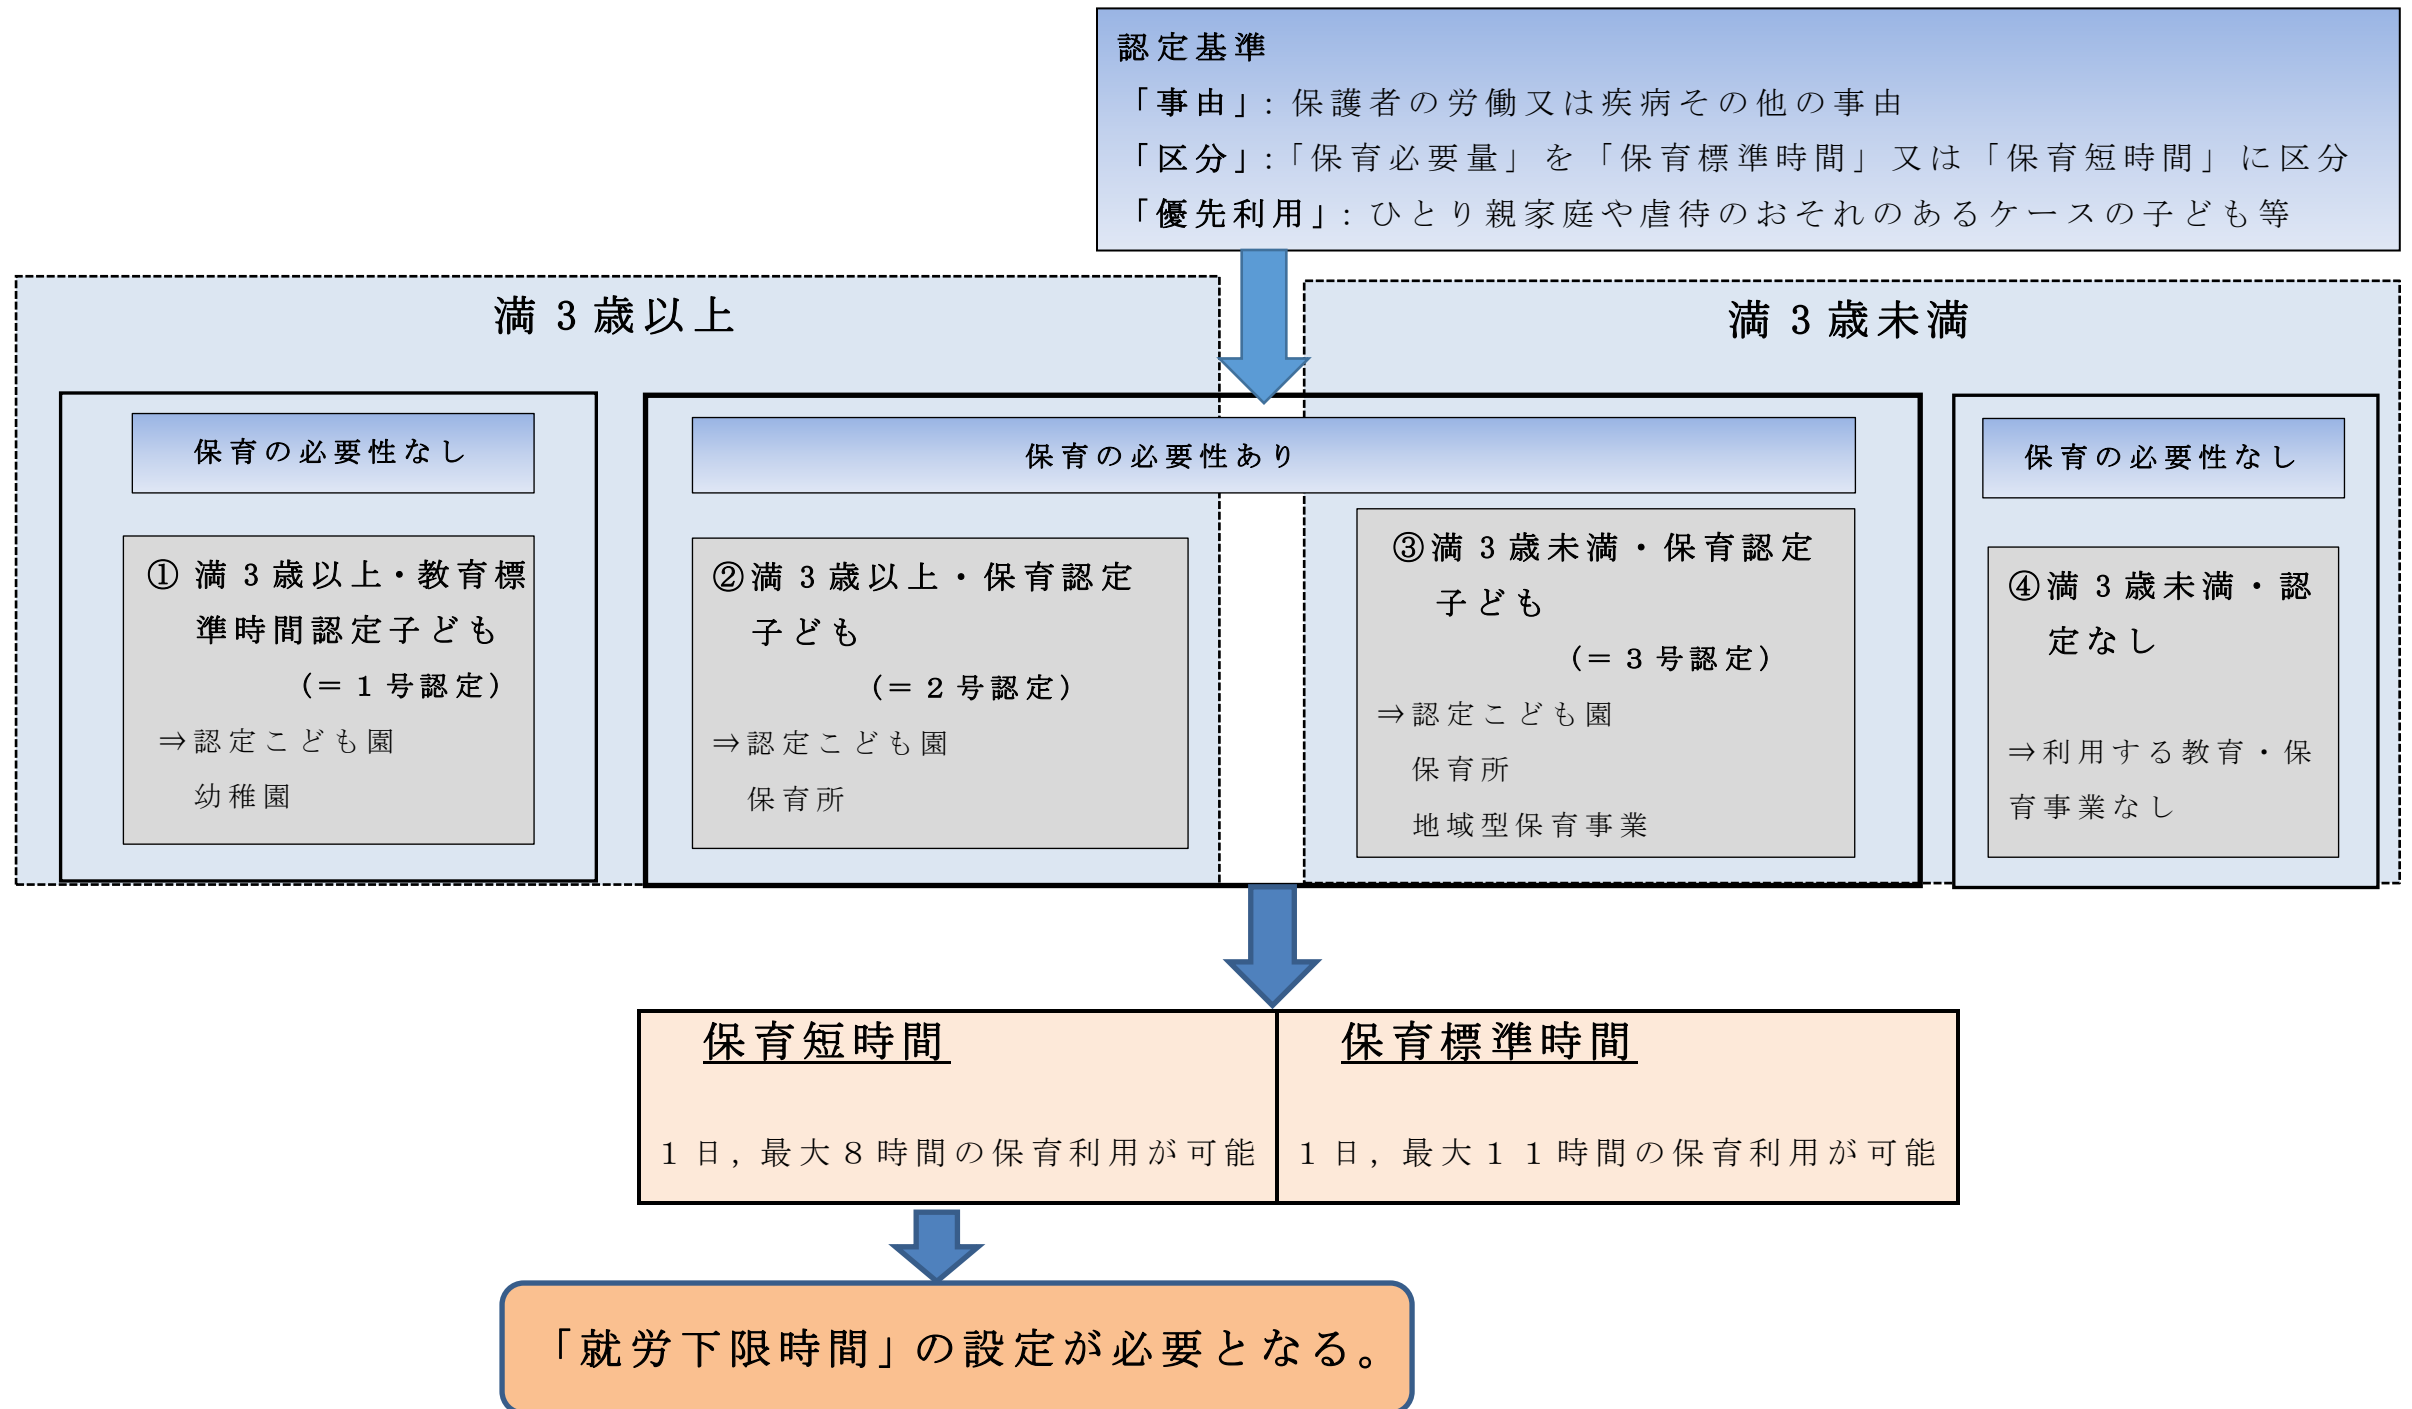 認定基準
「事由」：保護者の労働又は疾病その他の事由
「区分」：「保育必要量」を「保育標準時間」又は「保育短時間」に区分
「優先利用」：ひとり親家庭や虐待のおそれのあるケースの子ども等
満３歳以上
満３歳未満
保育の必要性なし
保育の必要性あり
保育の必要性なし
①満３歳以上・教育標
準時間認定子ども
（＝１号認定）
⇒認定こども園
幼稚園
②満３歳以上・保育認定
子ども
（＝２号認定）
⇒認定こども園
保育所
③満３歳未満・保育認定
子ども
（＝３号認定）
⇒認定こども園
保育所
地域型保育事業
④満３歳未満・認
定なし
⇒利用する教育・保
育事業なし
保育短時間
１日，最大８時間の保育利用が可能
保育標準時間
１日，最大１１時間の保育利用が可能
「就労下限時間」の設定が必要となる。